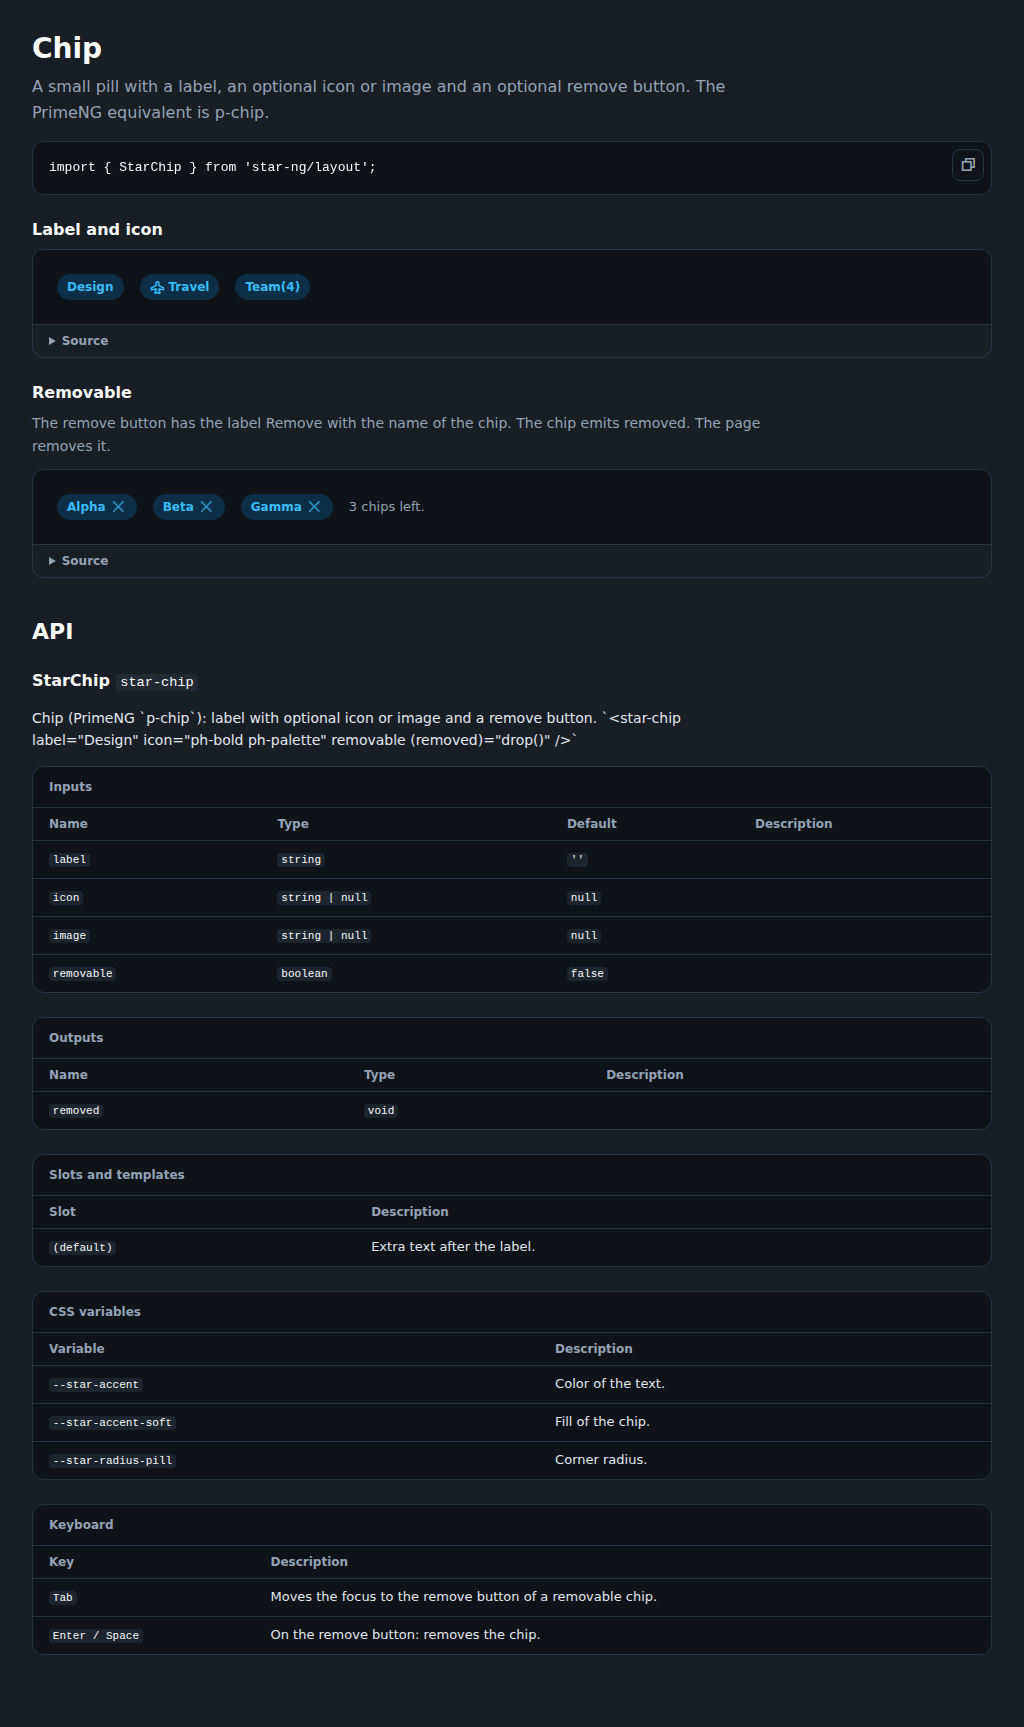 Chip
A small pill with a label, an optional icon or image and an optional remove button. The
PrimeNG equivalent is p-chip.
import { StarChip } from 'star-ng/layout';
Label and icon
Design Travel Team(4)
Source
Removable
The remove button has the label Remove with the name of the chip. The chip emits removed. The page
removes it.
Alpha Beta Gamma 3 chips left.
Source
API
StarChip star-chip
Chip (PrimeNG `p-chip`): label with optional icon or image and a remove button. `<star-chip
label="Design" icon="ph-bold ph-palette" removable (removed)="drop()" />`
Inputs
Name Type Default Description
label string ''
icon string | null null
image string | null null
removable boolean false
Outputs
Name Type Description
removed void
Slots and templates
Slot Description
(default) Extra text after the label.
CSS variables
Variable Description
--star-accent Color of the text.
--star-accent-soft Fill of the chip.
--star-radius-pill Corner radius.
Keyboard
Key Description
Tab Moves the focus to the remove button of a removable chip.
Enter / Space On the remove button: removes the chip.